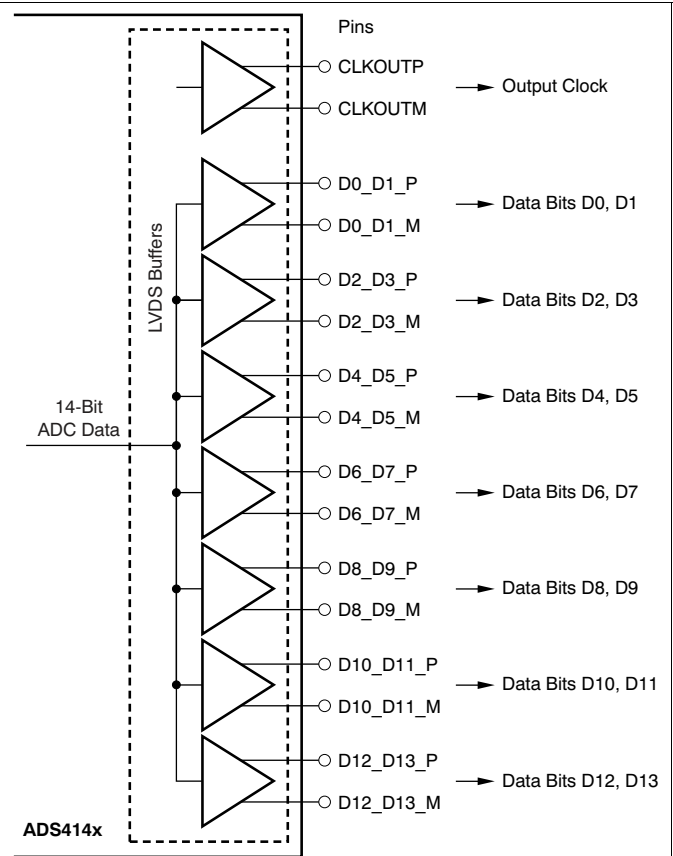 Pins
CLKOUTP
CLKOUTM
Output Clock
D0_D1_P
D0_D1_M
Data Bits D0, D1
LVDS Buffers
D2_D3_P
D2_D3_M
Data Bits D2, D3
D4_D5_P
D4_D5_M
Data Bits D4, D5
14-Bit
ADC Data
D6_D7_P
D6_D7_M
Data Bits D6, D7
D8_D9_P
D8_D9_M
Data Bits D8, D9
D10_D11_P
D10_D11_M
Data Bits D10, D11
D12_D13_P
D12_D13_M
Data Bits D12, D13
ADS414x